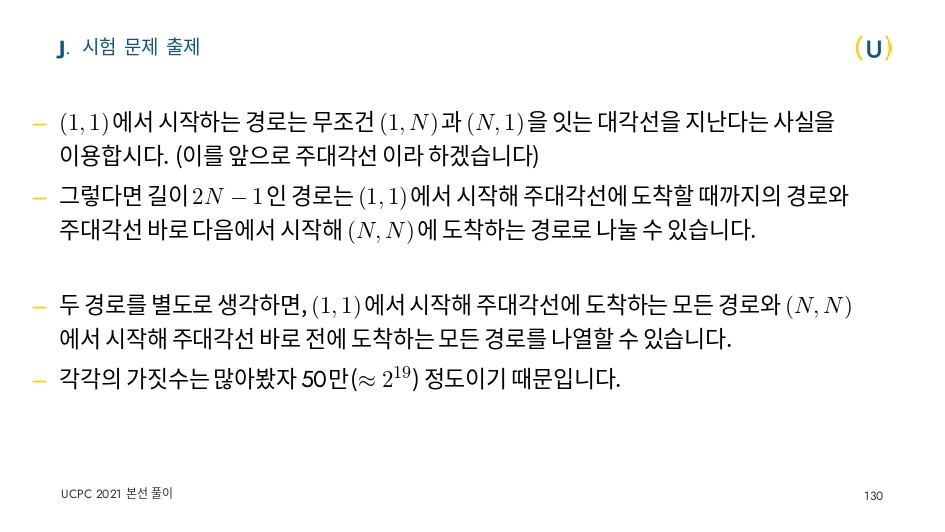 J. 시험 문제 출제
(U)
– (1, 1)에서 시작하는 경로는 무조건 (1, N)과 (N, 1)을 잇는 대각선을 지난다는 사실을
이용합시다. (이를 앞으로 주대각선 이라 하겠습니다)
– 그렇다면 길이 2N − 1인 경로는 (1, 1)에서 시작해 주대각선에 도착할 때까지의 경로와
주대각선 바로 다음에서 시작해 (N, N)에 도착하는 경로로 나눌 수 있습니다.
– 두 경로를 별도로 생각하면, (1, 1)에서 시작해 주대각선에 도착하는 모든 경로와 (N, N)
에서 시작해 주대각선 바로 전에 도착하는 모든 경로를 나열할 수 있습니다.
– 각각의 가짓수는 많아봤자 50만(≈ 2¹⁹) 정도이기 때문입니다.
UCPC 2021 본선 풀이
130